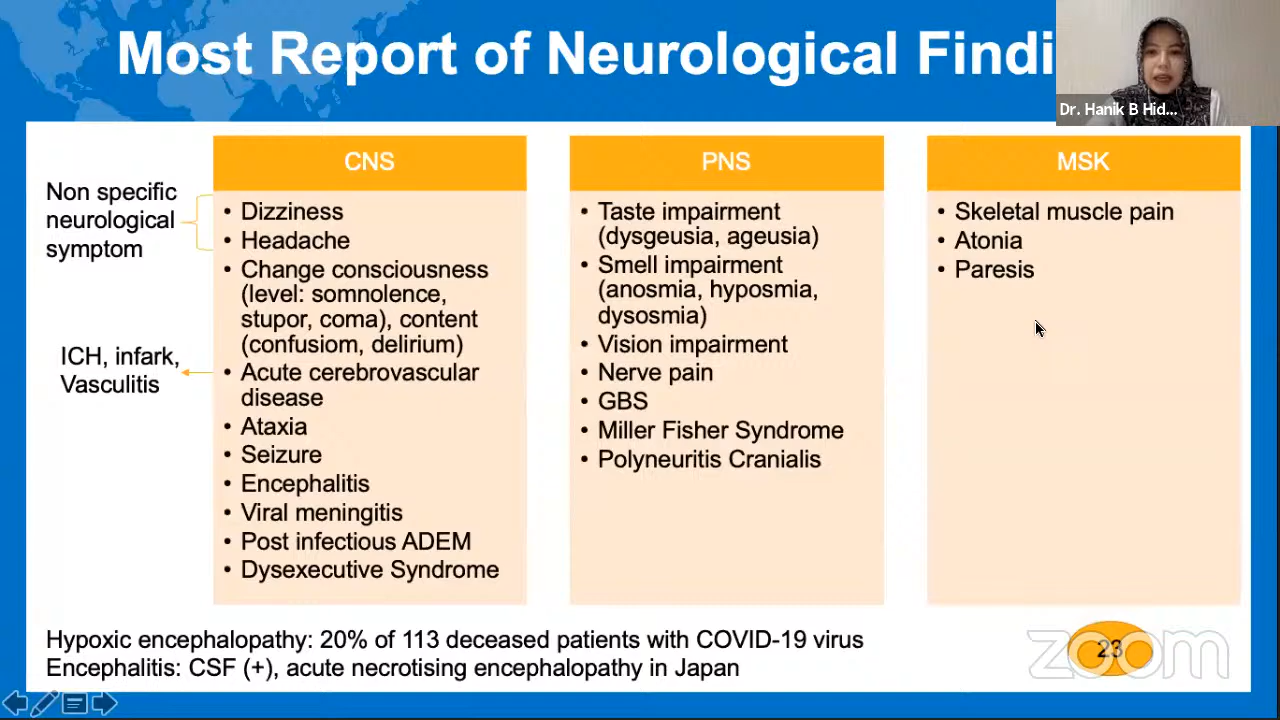 Most Report of Neurological Findi
Dr. Hanik B Hid...
Non specific
neurological
symptom
ICH, infark,
Vasculitis
CNS
• Dizziness
• Headache
• Change consciousness
(level: somnolence,
stupor, coma), content
(confusiom, delirium)
• Acute cerebrovascular
disease
• Ataxia
• Seizure
• Encephalitis
• Viral meningitis
• Post infectious ADEM
• Dysexecutive Syndrome
PNS
• Taste impairment
(dysgeusia, ageusia)
• Smell impairment
(anosmia, hyposmia,
dysosmia)
• Vision impairment
• Nerve pain
• GBS
• Miller Fisher Syndrome
• Polyneuritis Cranialis
MSK
• Skeletal muscle pain
• Atonia
• Paresis
Hypoxic encephalopathy: 20% of 113 deceased patients with COVID-19 virus
Encephalitis: CSF (+), acute necrotising encephalopathy in Japan
23
zoom